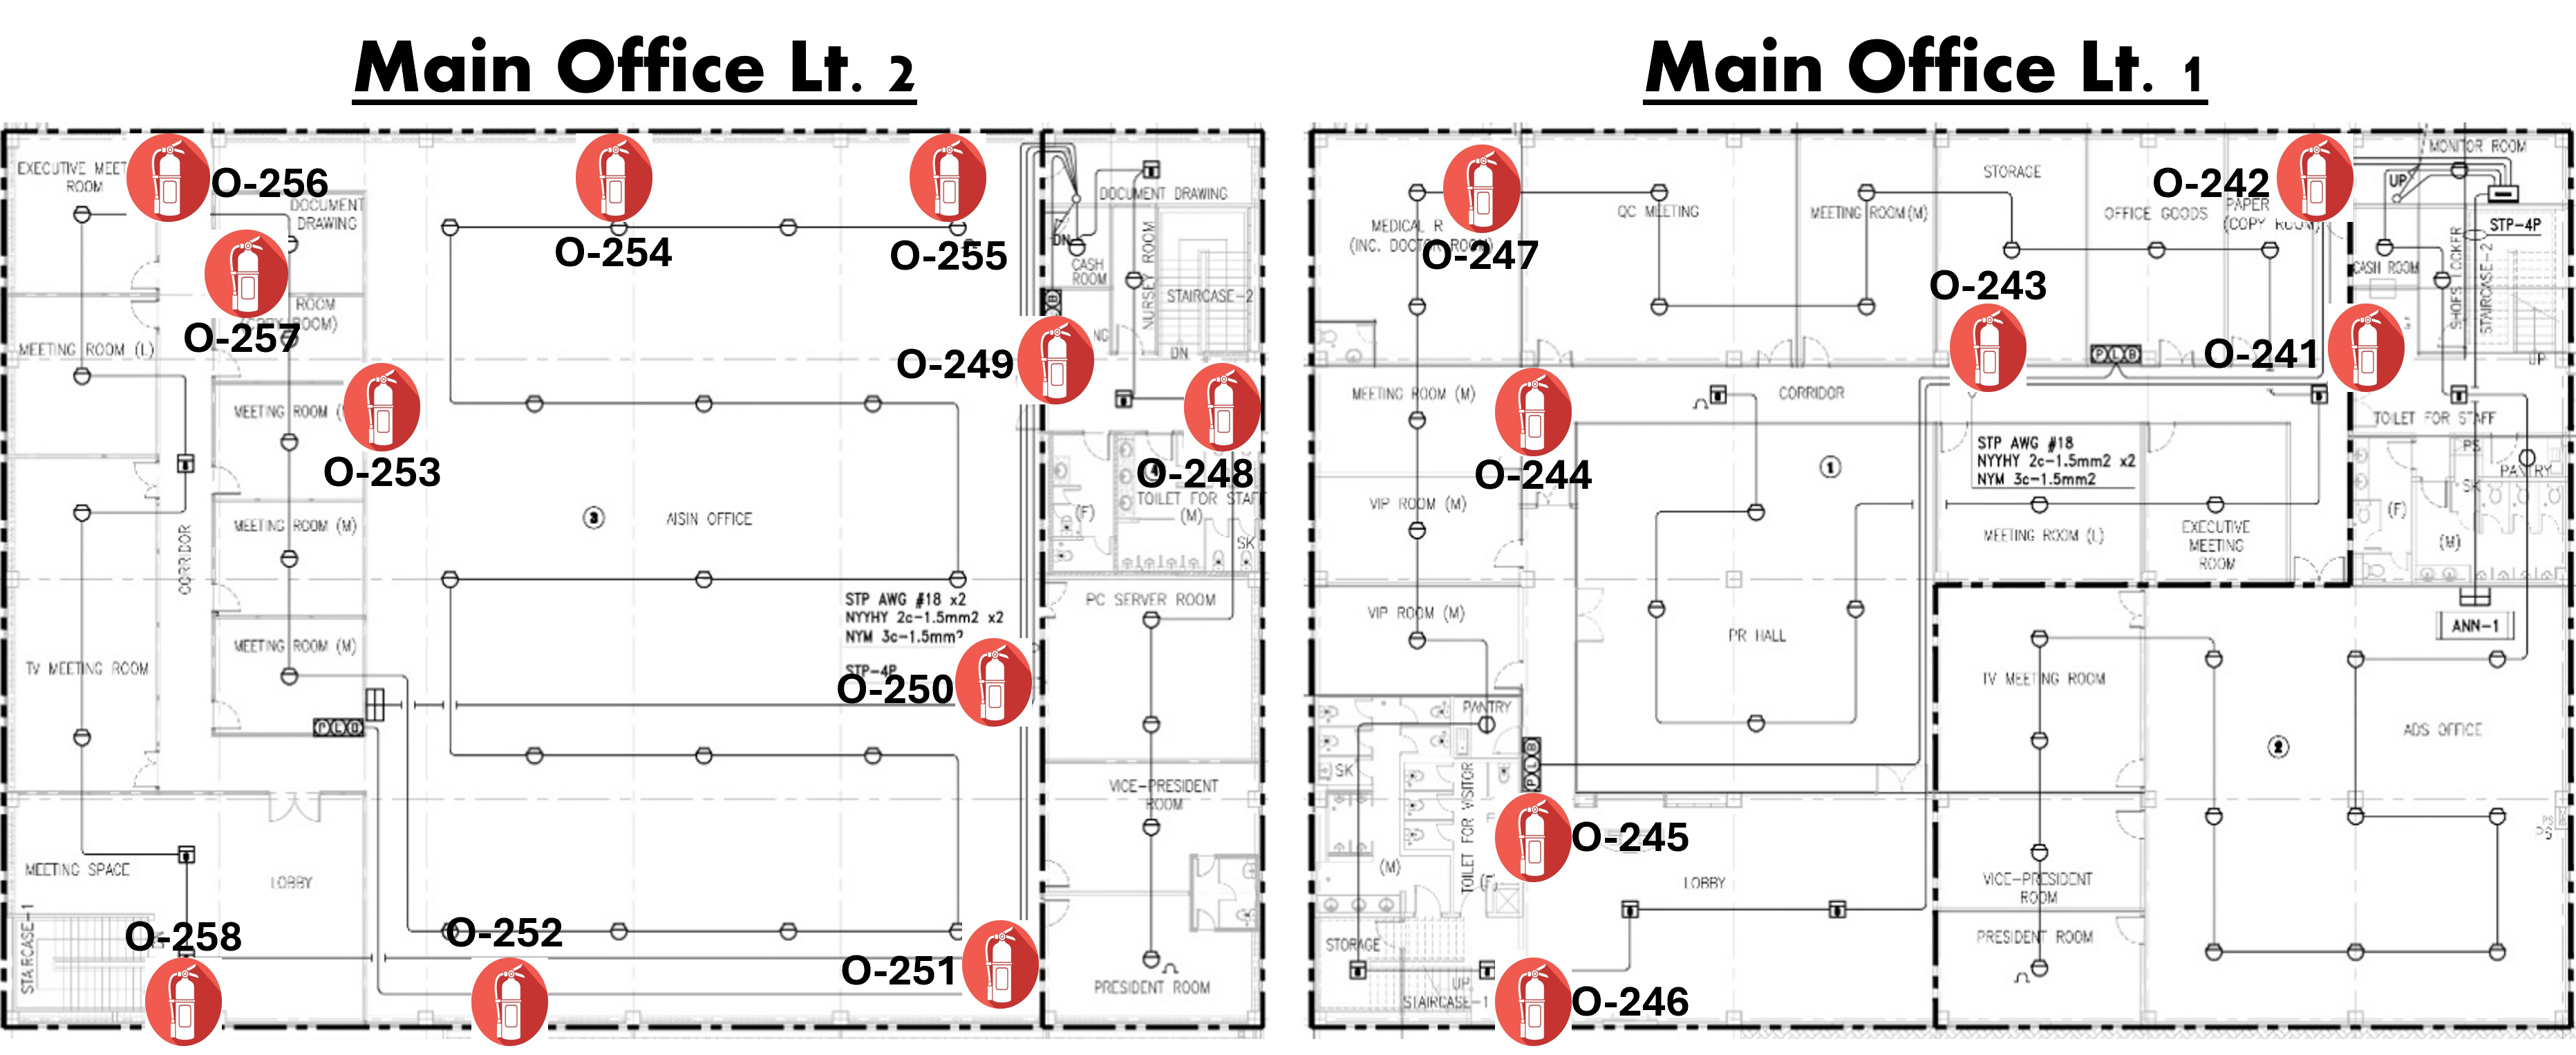 Main Office Lt. 2
EXECUTIVE MEET
ROOM
O-256
DOCUMENT
DRAWING
O-254
O-255
DOCUMENT DRAWING
DN
CASH
ROOM
NURSEY ROOM
STAIRCASE-2
O-257
ROOM
MEETING ROOM (L)
O-249
DN
MEETING ROOM
O-253
O-248
TOILET FOR STAF
(M)
(F)
SK
3
AISIN OFFICE
MEETING ROOM (M)
CORRIDOR
STP AWG #18 x2
NYYHY 2c-1.5mm2 x2
NYM 3c-1.5mm2
STP-4P
PC SERVER ROOM
MEETING ROOM (M)
TV MEETING ROOM
O-250
P L B
VICE-PRESIDENT
ROOM
MEETING SPACE
LOBBY
STAIRCASE-1
O-258
O-252
O-251
PRESIDENT ROOM
Main Office Lt. 1
MONITOR ROOM
STORAGE
O-242
UP
MEDICAL R
QC MEETING
MEETING ROOM(M)
OFFICE GOODS
PAPER
(COPY ROOM)
STP-4P
O-247
CASH ROOM
SHOES LOCKER
STAIRCASE-2
O-243
O-241
P L B
UP
MEETING ROOM (M)
CORRIDOR
TOILET FOR STAFF
O-244
1
STP AWG #18
NYYHY 2c-1.5mm2 x2
NYM 3c-1.5mm2
PS
PANTRY
SK
VIP ROOM (M)
MEETING ROOM (L)
EXECUTIVE
MEETING
ROOM
(F)
(M)
VIP ROOM (M)
PR HALL
ANN-1
TV MEETING ROOM
PANTRY
ADS OFFICE
2
SK
P L B
TOILET FOR VISITOR
O-245
(M)
(F)
LOBBY
VICE-PRESIDENT
ROOM
STORAGE
PRESIDENT ROOM
UP
STAIRCASE-1
O-246